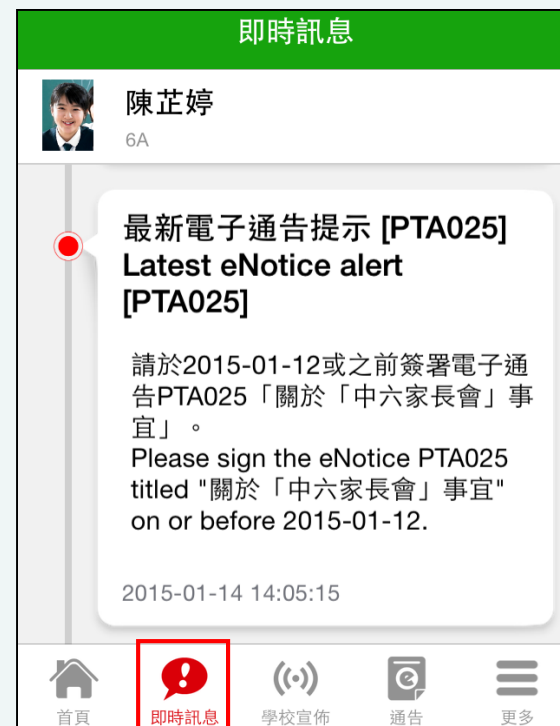 即時訊息
陳芷婷
6A
最新電子通告提示 [PTA025]
Latest eNotice alert
[PTA025]
請於2015-01-12或之前簽署電子通
告PTA025「關於「中六家長會」事
宜」。
Please sign the eNotice PTA025
titled "關於「中六家長會」事宜"
on or before 2015-01-12.
2015-01-14 14:05:15
首頁 即時訊息 學校宣佈 通告 更多